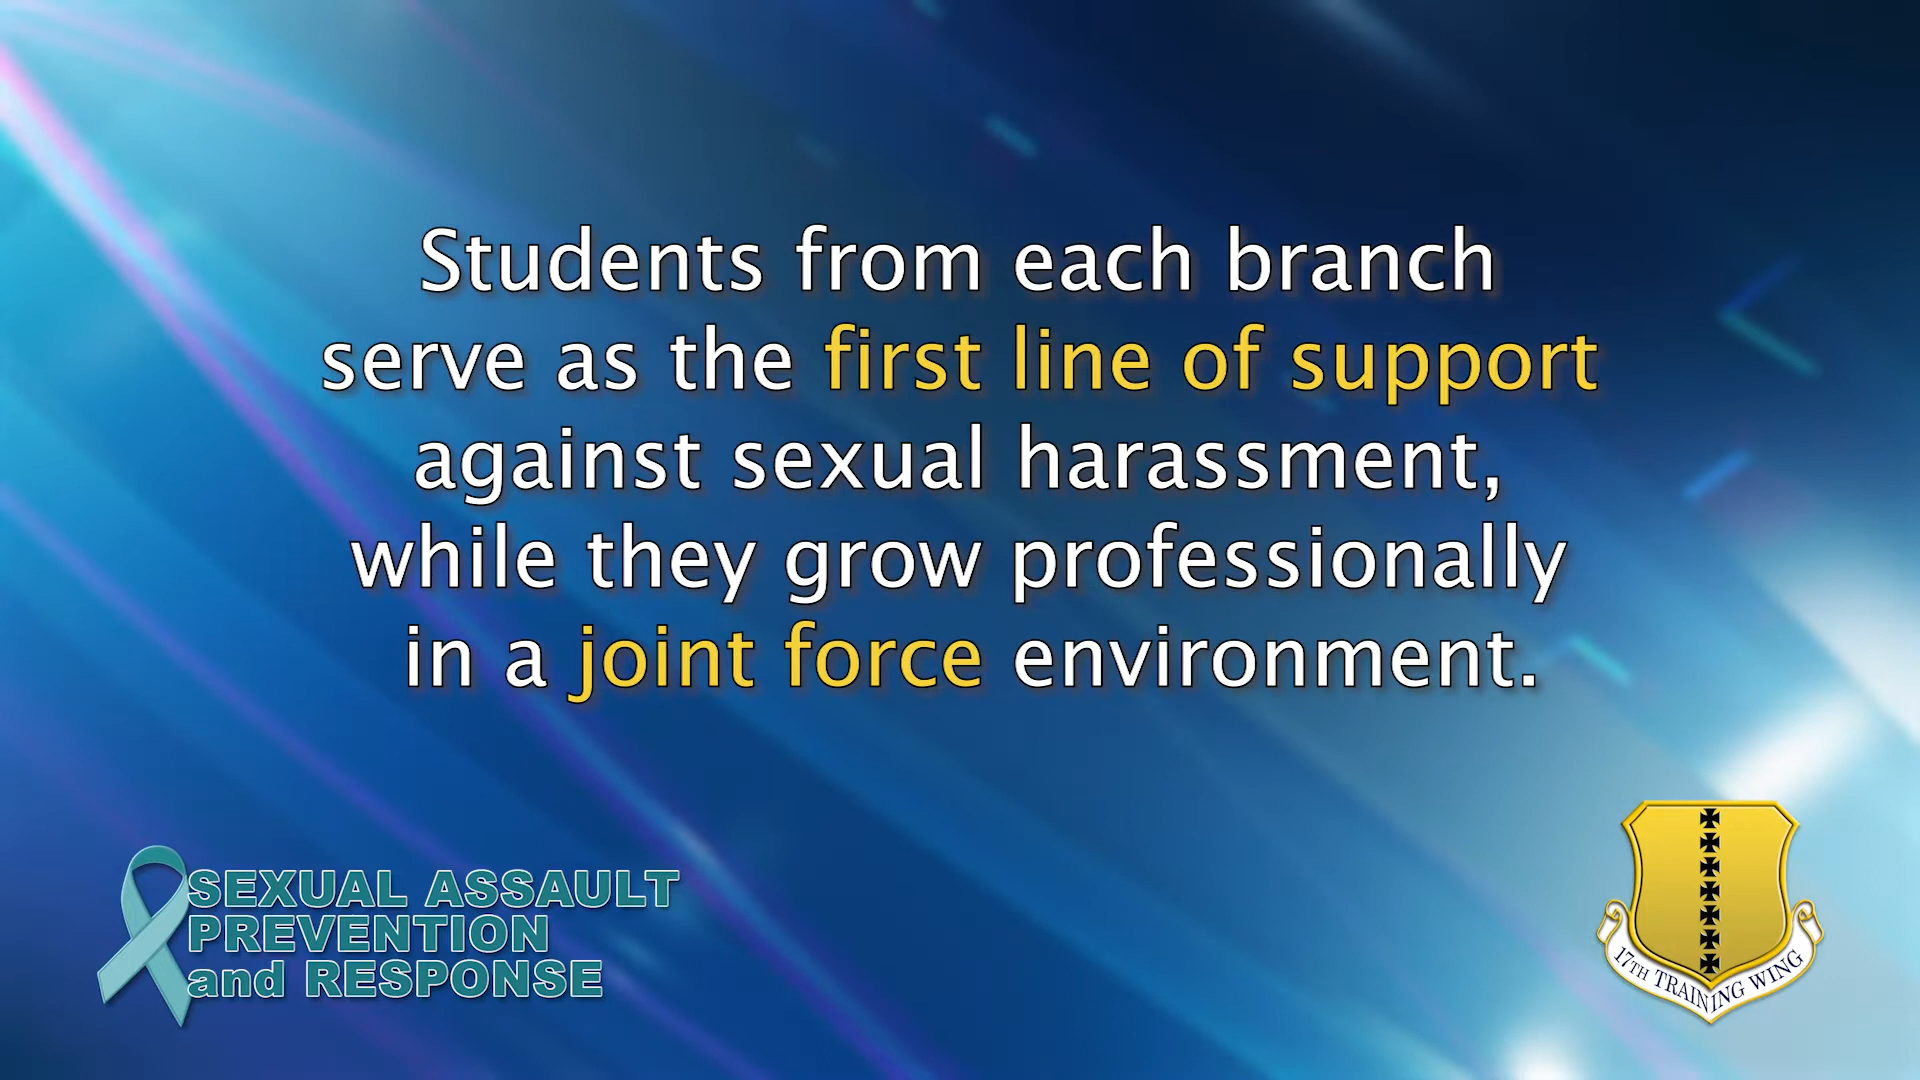 Students from each branch
serve as the first line of support
against sexual harassment,
while they grow professionally
in a joint force environment.
SEXUAL ASSAULT
PREVENTION
and RESPONSE
17TH TRAINING WING